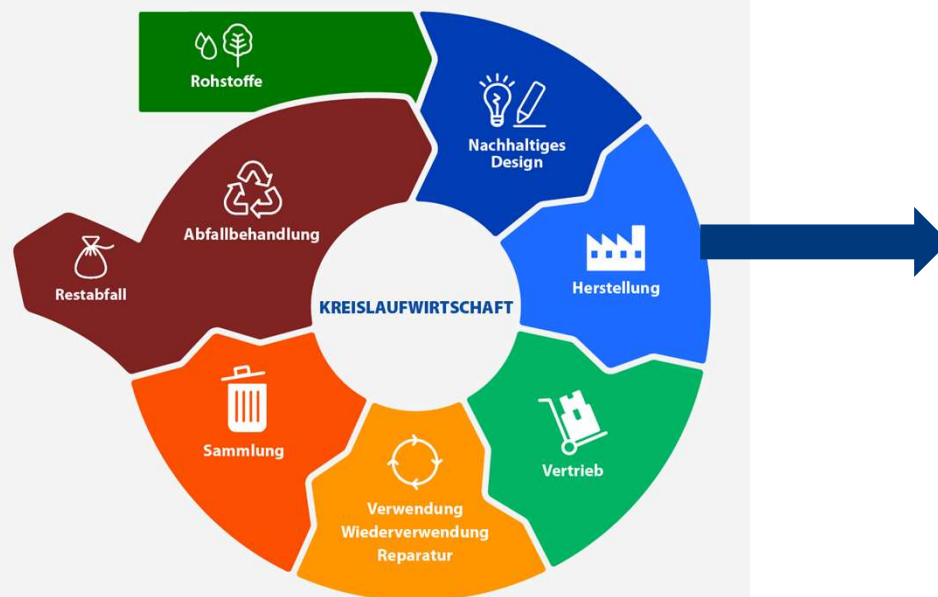 Rohstoffe
Nachhaltiges
Design
Abfallbehandlung
Herstellung
Restabfall
KREISLAUFWIRTSCHAFT
Sammlung
Vertrieb
Verwendung
Wiederverwendung
Reparatur